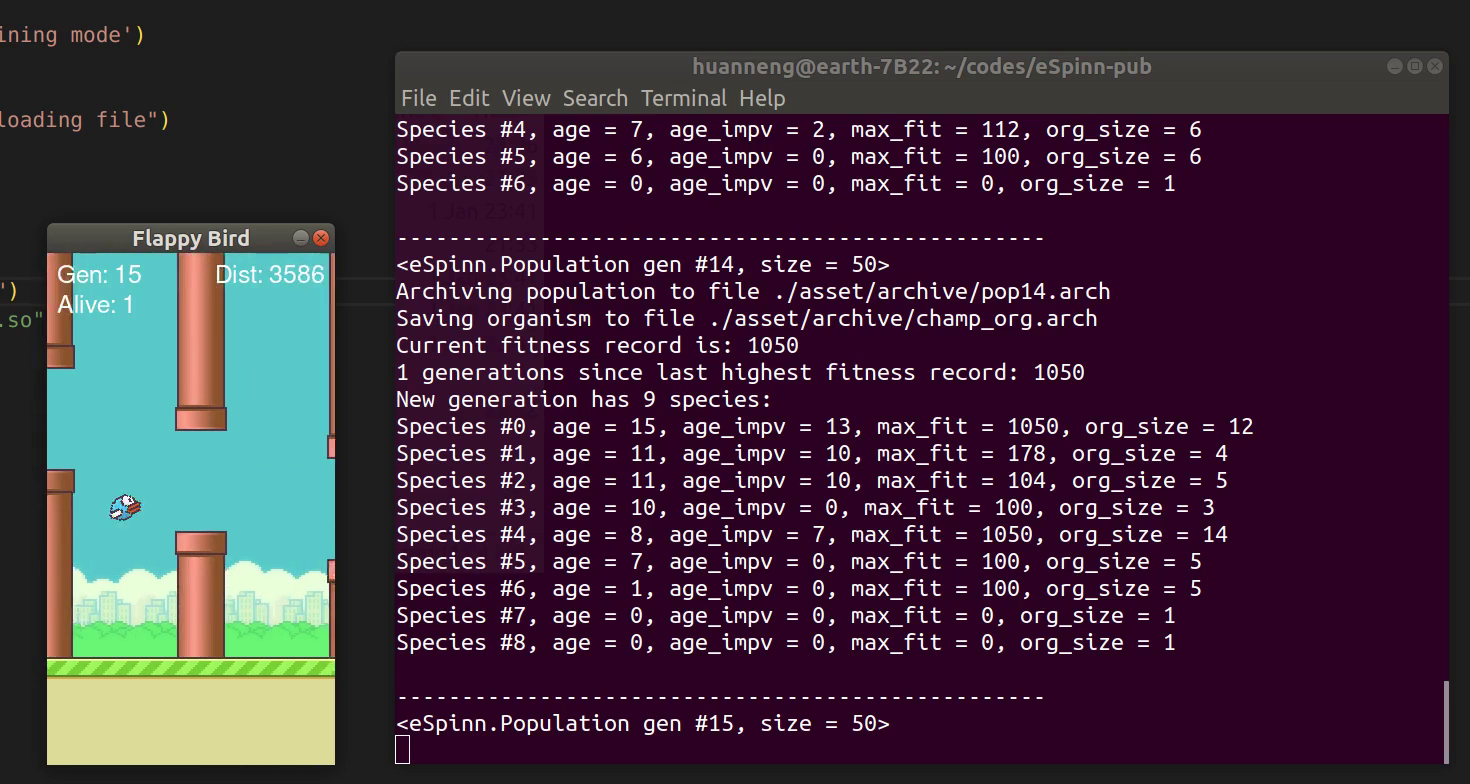 ining mode')
loading file")
')
.so"
Flappy Bird
Gen: 15
Dist: 3586
Alive: 1
huanneng@earth-7B22: ~/codes/eSpinn-pub
File Edit View Search Terminal Help
Species #4, age = 7, age_impv = 2, max_fit = 112, org_size = 6
Species #5, age = 6, age_impv = 0, max_fit = 100, org_size = 6
Species #6, age = 0, age_impv = 0, max_fit = 0, org_size = 1
1 Jan 23:41
--------------------------------------------------
<eSpinn.Population gen #14, size = 50>
Archiving population to file ./asset/archive/pop14.arch
Saving organism to file ./asset/archive/champ_org.arch
Current fitness record is: 1050
1 generations since last highest fitness record: 1050
New generation has 9 species:
Species #0, age = 15, age_impv = 13, max_fit = 1050, org_size = 12
Species #1, age = 11, age_impv = 10, max_fit = 178, org_size = 4
Species #2, age = 11, age_impv = 10, max_fit = 104, org_size = 5
Species #3, age = 10, age_impv = 0, max_fit = 100, org_size = 3
Species #4, age = 8, age_impv = 7, max_fit = 1050, org_size = 14
Species #5, age = 7, age_impv = 0, max_fit = 100, org_size = 5
Species #6, age = 1, age_impv = 0, max_fit = 100, org_size = 5
Species #7, age = 0, age_impv = 0, max_fit = 0, org_size = 1
Species #8, age = 0, age_impv = 0, max_fit = 0, org_size = 1
--------------------------------------------------
<eSpinn.Population gen #15, size = 50>